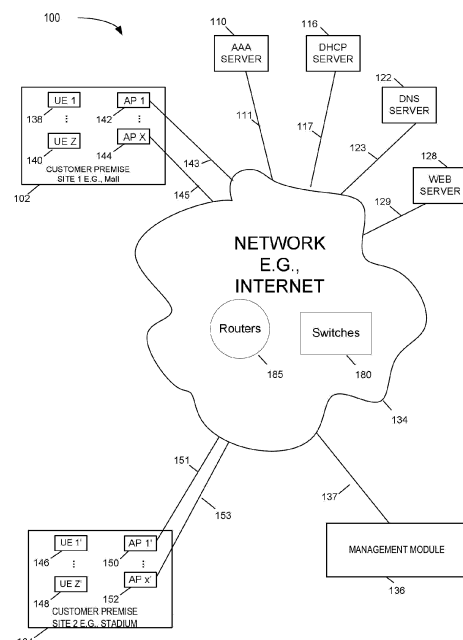 100
110
116
AAA
SERVER
DHCP
SERVER
122
DNS
SERVER
128
WEB
SERVER
111
117
123
129
UE 1
AP 1
138
142
UE Z
AP X
140
144
CUSTOMER PREMISE
SITE 1 E.G., Mall
102
143
145
NETWORK
E.G.,
INTERNET
Routers
Switches
185
180
134
151
153
137
UE 1'
AP 1'
146
150
UE Z'
AP x'
148
152
CUSTOMER PREMISE
SITE 2 E.G., STADIUM
MANAGEMENT MODULE
136